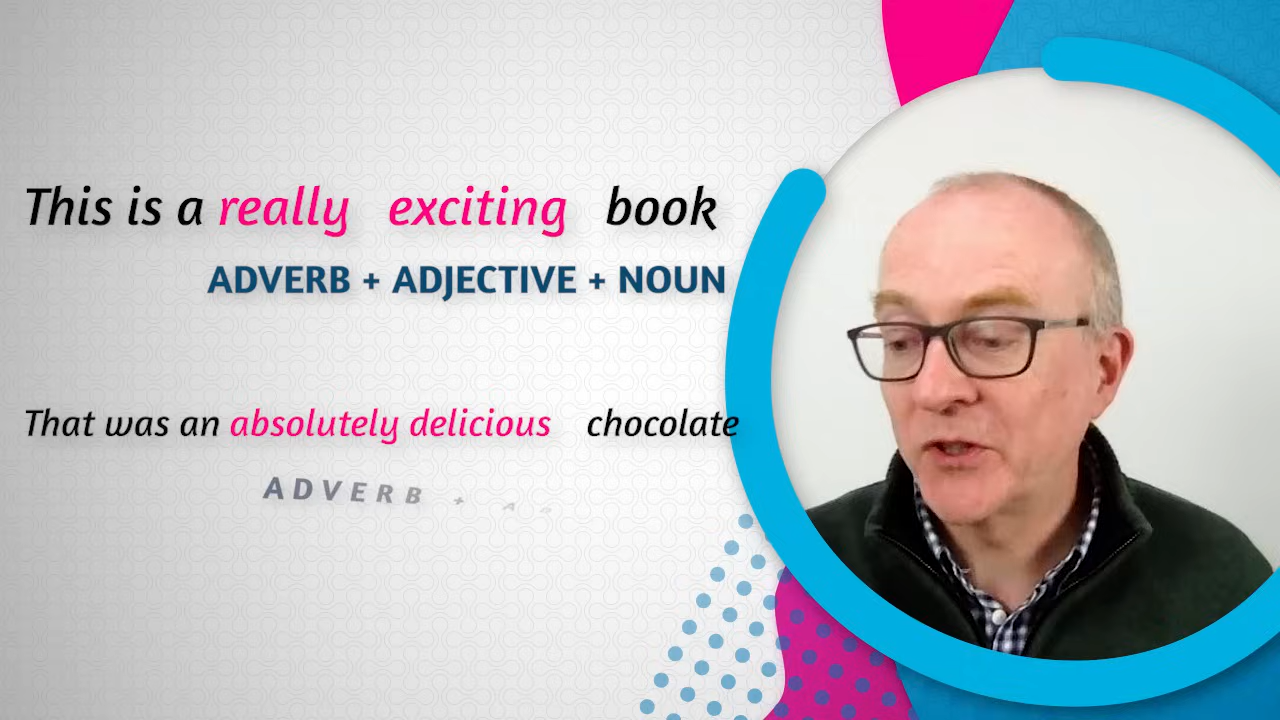 This is a really exciting book
ADVERB + ADJECTIVE + NOUN
That was an absolutely delicious chocolate
ADVERB +